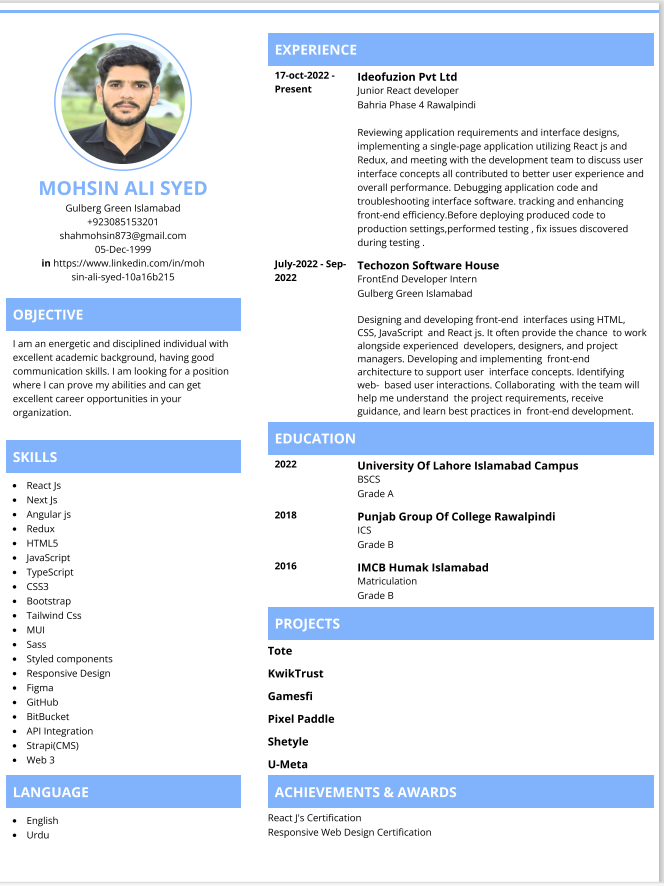 MOHSIN ALI SYED
Gulberg Green Islamabad
+923085153201
shahmohsin873@gmail.com
05-Dec-1999
in https://www.linkedin.com/in/moh
sin-ali-syed-10a16b215
OBJECTIVE
I am an energetic and disciplined individual with
excellent academic background, having good
communication skills. I am looking for a position
where I can prove my abilities and can get
excellent career opportunities in your
organization.
SKILLS
• React Js
• Next Js
• Angular js
• Redux
• HTML5
• JavaScript
• TypeScript
• CSS3
• Bootstrap
• Tailwind Css
• MUI
• Sass
• Styled components
• Responsive Design
• Figma
• GitHub
• BitBucket
• API Integration
• Strapi(CMS)
• Web 3
LANGUAGE
• English
• Urdu
EXPERIENCE
17-oct-2022 -
Present
Ideofuzion Pvt Ltd
Junior React developer
Bahria Phase 4 Rawalpindi
Reviewing application requirements and interface designs,
implementing a single-page application utilizing React js and
Redux, and meeting with the development team to discuss user
interface concepts all contributed to better user experience and
overall performance. Debugging application code and
troubleshooting interface software. tracking and enhancing
front-end efficiency.Before deploying produced code to
production systems,performed testing , fix issues discovered
during testing .
July-2022 - Sep-
2022
Techozon Software House
FrontEnd Developer Intern
Gulberg Green Islamabad
Designing and developing front-end interfaces using HTML,
CSS, JavaScript and React js. It often provide the chance to work
alongside experienced developers, designers, and project
managers. Developing and implementing front-end
architecture to support user interface concepts. Identifying
web- based user interactions. Collaborating with the team will
help me understand the project requirements, receive
guidance, and learn best practices in front-end development.
EDUCATION
2022
University Of Lahore Islamabad Campus
BSCS
Grade A
2018
Punjab Group Of College Rawalpindi
ICS
Grade B
2016
IMCB Humak Islamabad
Matriculation
Grade B
PROJECTS
Tote
KwikTrust
Gamesfi
Pixel Paddle
Shetyle
U-Meta
ACHIEVEMENTS & AWARDS
React J's Certification
Responsive Web Design Certification